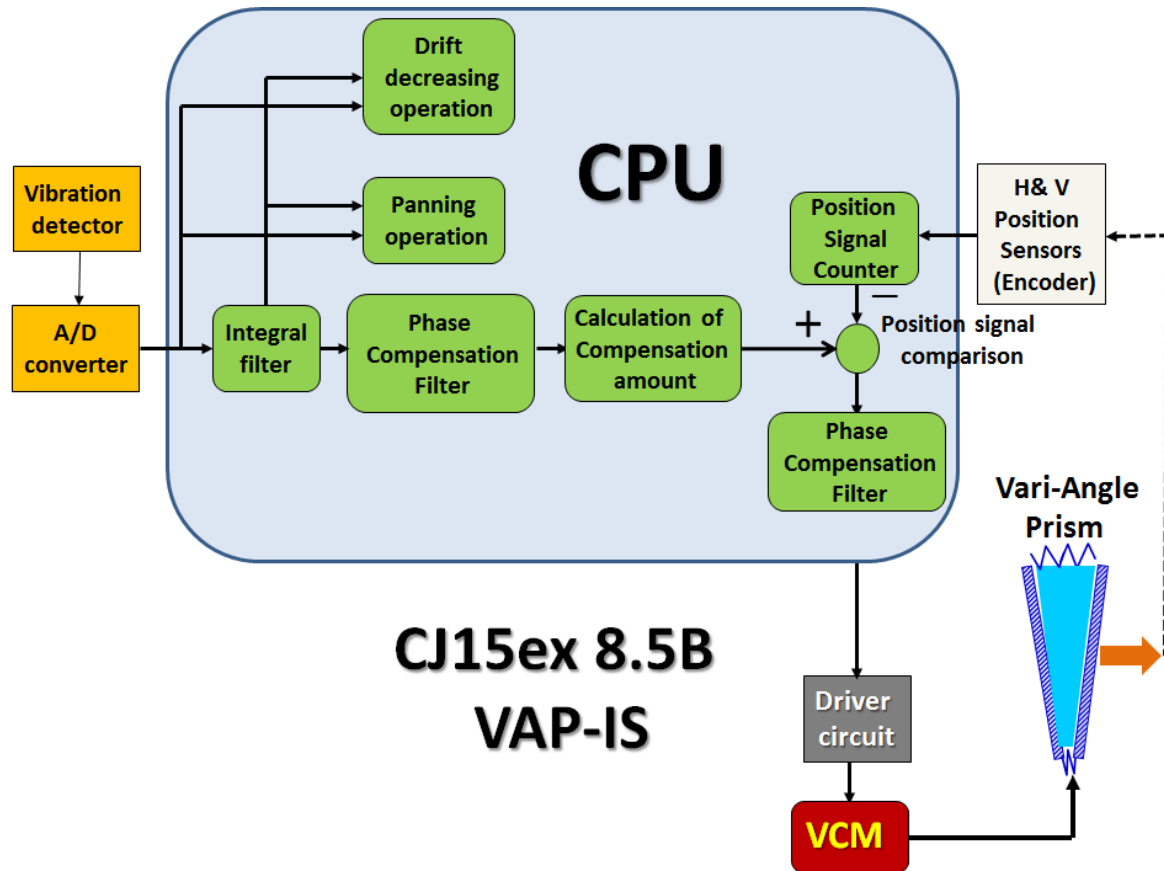 Drift
decreasing
operation
CPU
Vibration
detector
Panning
operation
Position
Signal
Counter
H& V
Position
Sensors
(Encoder)
A/D
converter
Integral
filter
Phase
Compensation
Filter
Calculation of
Compensation
amount
+
−
Position signal
comparison
Phase
Compensation
Filter
Vari-Angle
Prism
CJ15ex 8.5B
VAP-IS
Driver
circuit
VCM